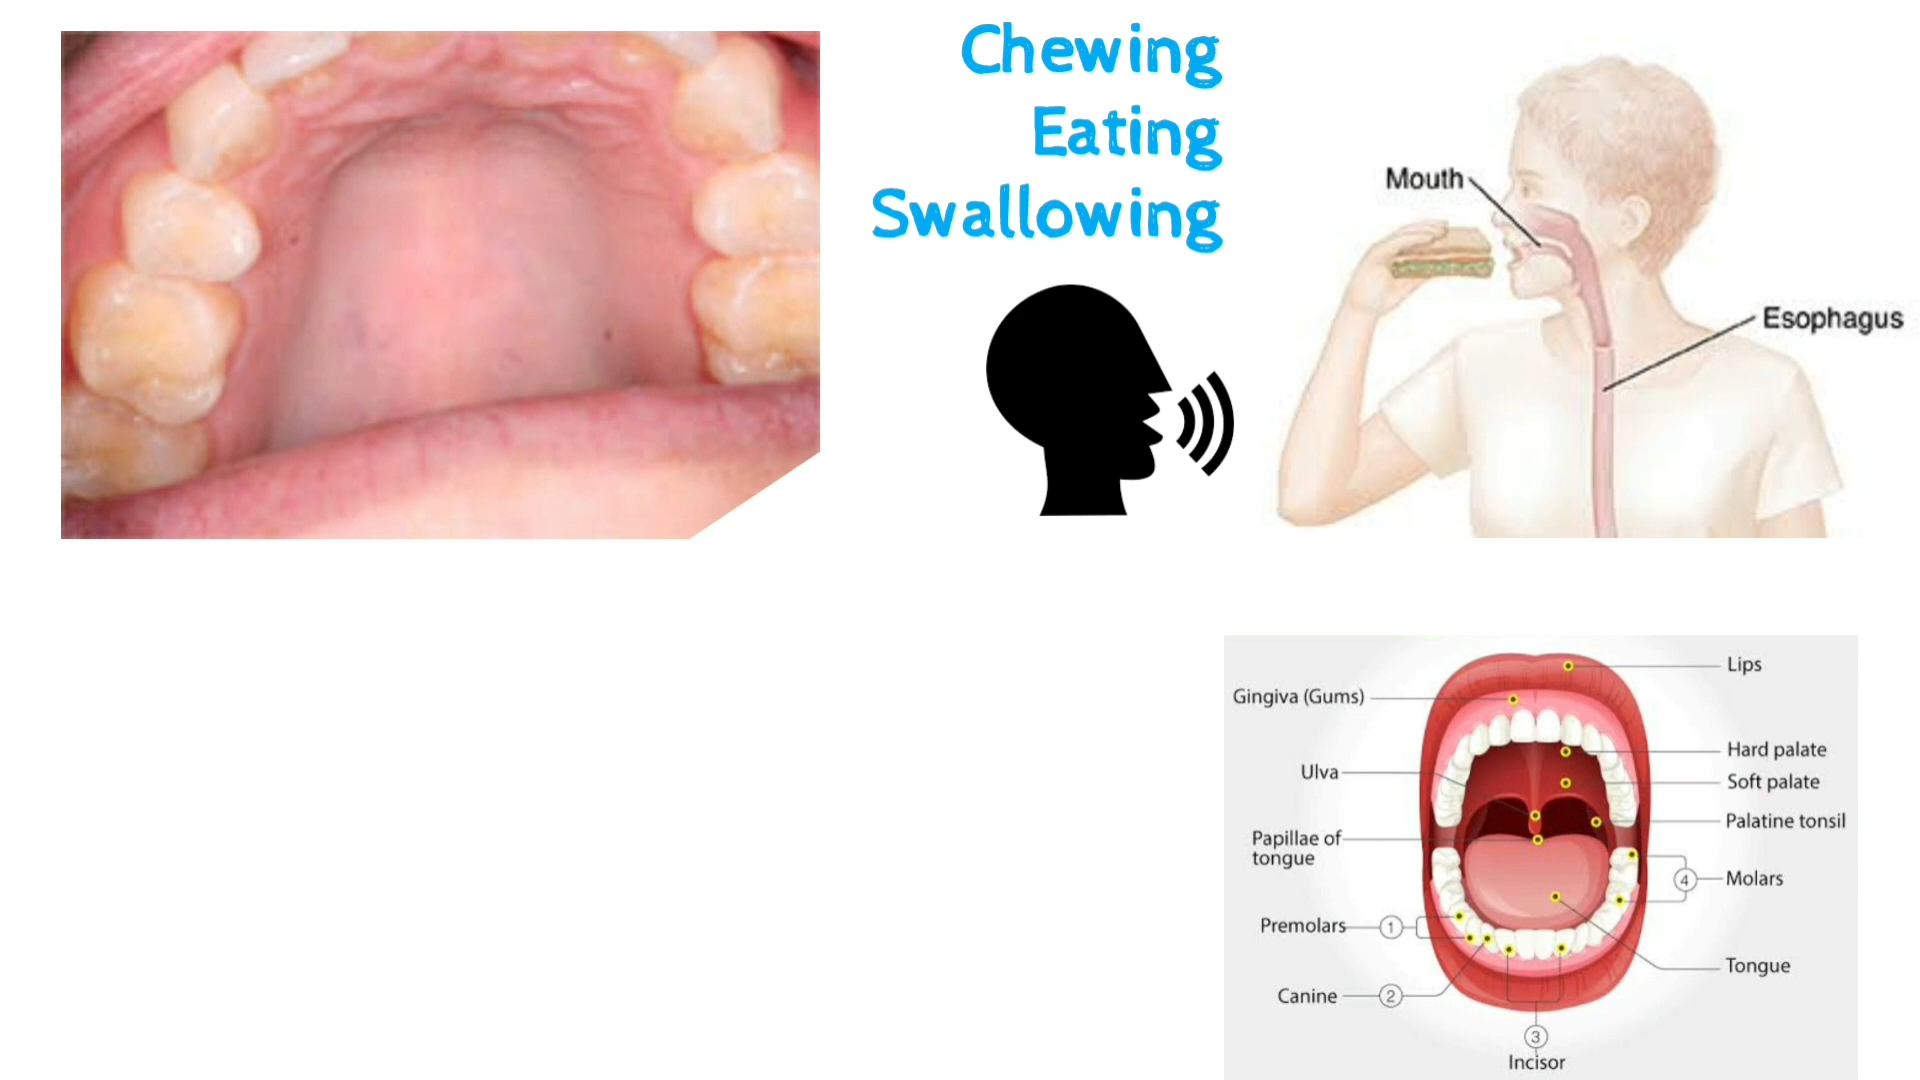 Chewing
Eating
Swallowing
Mouth
Esophagus
Lips
Gingiva (Gums)
Hard palate
Ulva
Soft palate
Palatine tonsil
Papillae of
tongue
4
Molars
Premolars
1
Tongue
Canine
2
3
Incisor